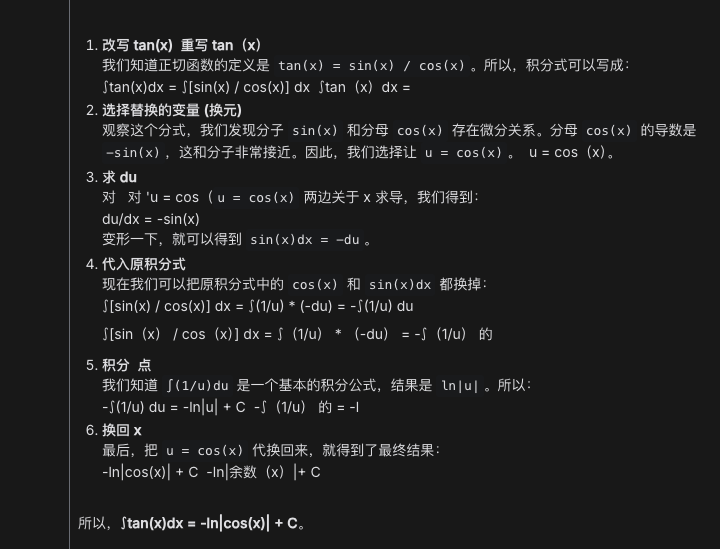 1. 改写 tan(x) 重写 tan（x）
我们知道正切函数的定义是 tan(x) = sin(x) / cos(x) 。所以，积分式可以写成：
∫tan(x)dx = ∫[sin(x) / cos(x)] dx ∫tan（x）dx =
2. 选择替换的变量 (换元)
观察这个分式，我们发现分子 sin(x) 和分母 cos(x) 存在微分关系。分母 cos(x) 的导数是
-sin(x) ，这和分子非常接近。因此，我们选择让 u = cos(x) 。 u = cos（x）。
3. 求 du
对 对 'u = cos（ u = cos(x) 两边关于 x 求导，我们得到：
du/dx = -sin(x)
变形一下，就可以得到 sin(x)dx = -du 。
4. 代入原积分式
现在我们可以把原积分式中的 cos(x) 和 sin(x)dx 都换掉：
∫[sin(x) / cos(x)] dx = ∫(1/u) * (-du) = -∫(1/u) du
∫[sin（x） / cos（x）] dx = ∫（1/u） * （-du） = -∫（1/u） 的
5. 积分 点
我们知道 ∫(1/u)du 是一个基本的积分公式，结果是 ln|u| 。所以：
-∫(1/u) du = -ln|u| + C -∫（1/u） 的 = -l
6. 换回 x
最后，把 u = cos(x) 代换回来，就得到了最终结果：
-ln|cos(x)| + C -ln|余数（x）|+ C
所以，∫tan(x)dx = -ln|cos(x)| + C。